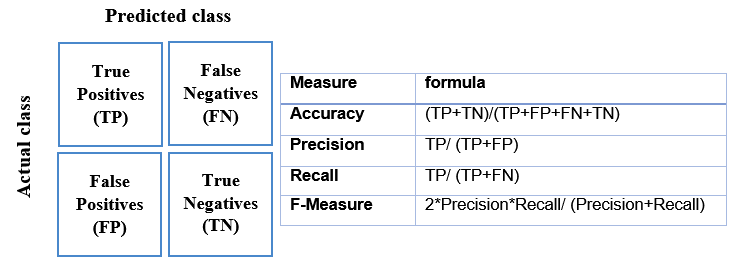 Predicted class
Actual class
True
Positives
(TP)
False
Negatives
(FN)
False
Positives
(FP)
True
Negatives
(TN)
Measure formula
Accuracy (TP+TN)/(TP+FP+FN+TN)
Precision TP/ (TP+FP)
Recall TP/ (TP+FN)
F-Measure 2*Precision*Recall/ (Precision+Recall)